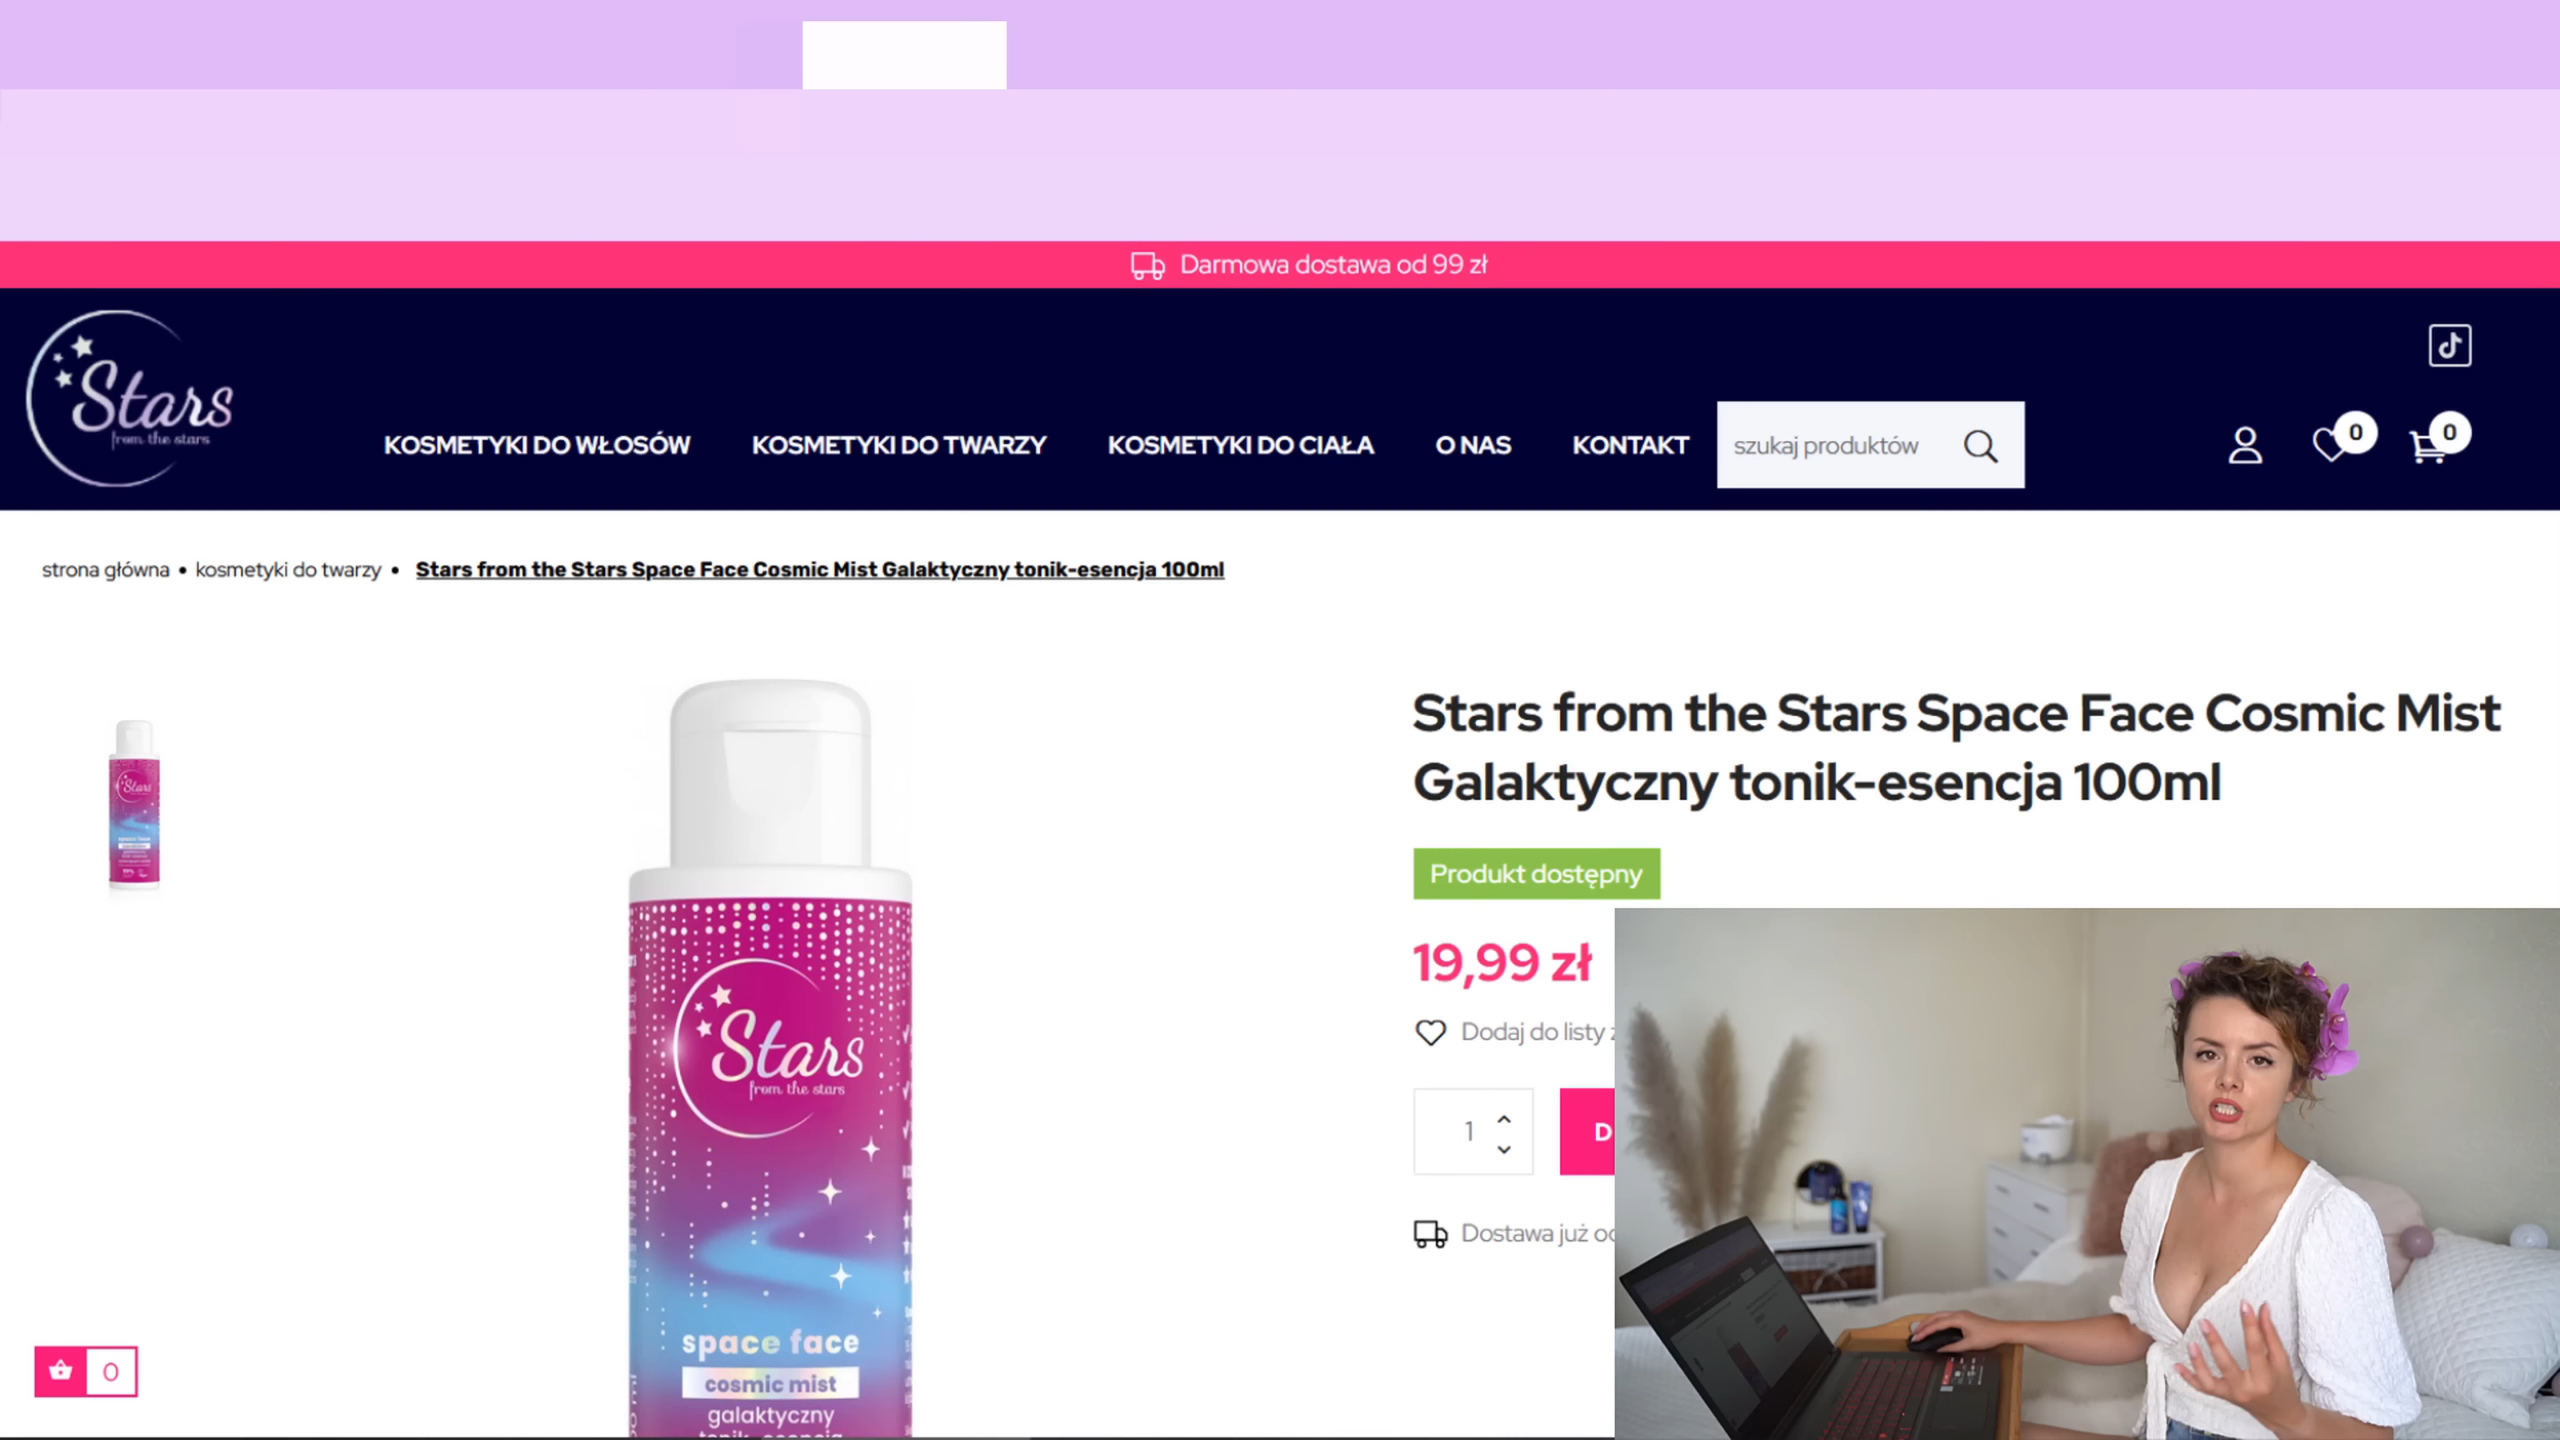 Darmowa dostawa od 99 zł
Stars
from the stars
KOSMETYKI DO WŁOSÓW
KOSMETYKI DO TWARZY
KOSMETYKI DO CIAŁA
O NAS
KONTAKT
szukaj produktów
0
0
strona główna • kosmetyki do twarzy • Stars from the Stars Space Face Cosmic Mist Galaktyczny tonik-esencja 100ml
Stars from the Stars Space Face Cosmic Mist
Galaktyczny tonik-esencja 100ml
Produkt dostępny
19,99 zł
Dodaj do listy
1
D
Dostawa już
Stars
from the stars
space face
cosmic mist
galaktyczny
tonik-esencja
0